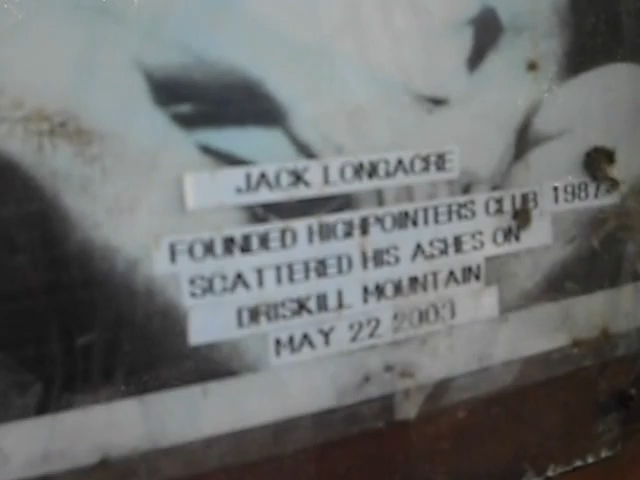 JACK LONGACRE
FOUNDED HIGHPOINTERS CLUB 1987
SCATTERED HIS ASHES ON
DRISKILL MOUNTAIN
MAY 22 2003